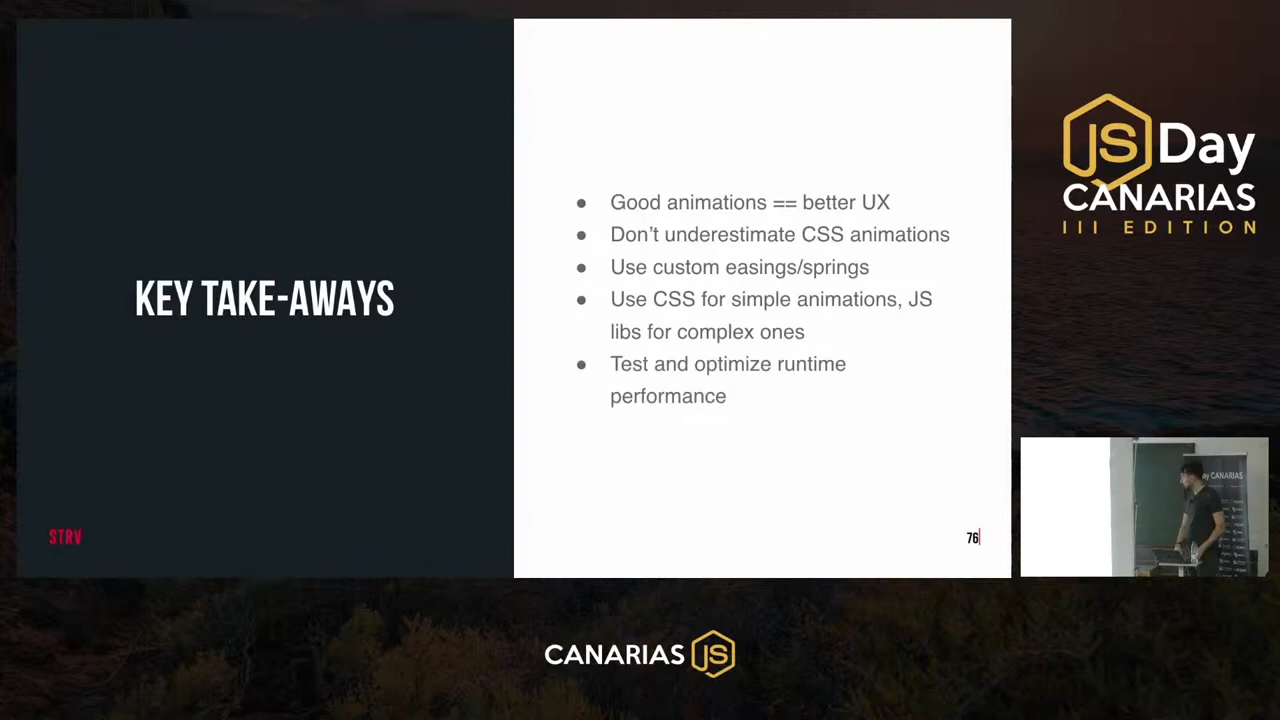 KEY TAKE-AWAYS
STRV
● Good animations == better UX
● Don’t underestimate CSS animations
● Use custom easings/springs
● Use CSS for simple animations, JS
libs for complex ones
● Test and optimize runtime
performance
76
JS Day
CANARIAS
III EDITION
ay CANARIAS
CANARIAS JS